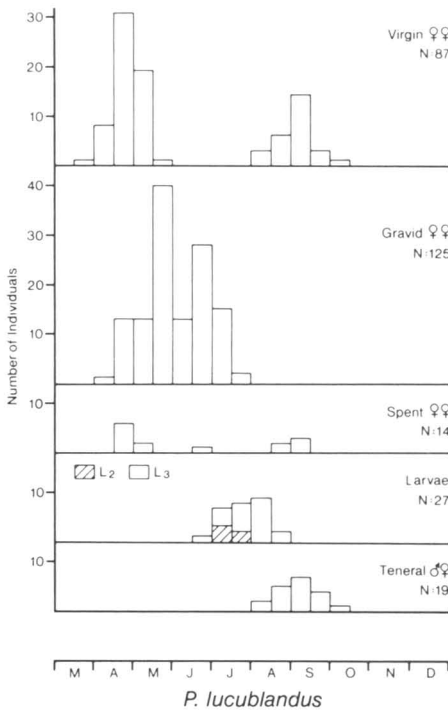 30
20
10
Virgin ♀♀
N:87
40
30
20
10
Gravid ♀♀
N:125
Number of Individuals
10
Spent ♀♀
N:14
L2 L3
10
Larvae
N:27
10
Teneral ♂♀
N:19
M A M J J A S O N D
P. lucublandus